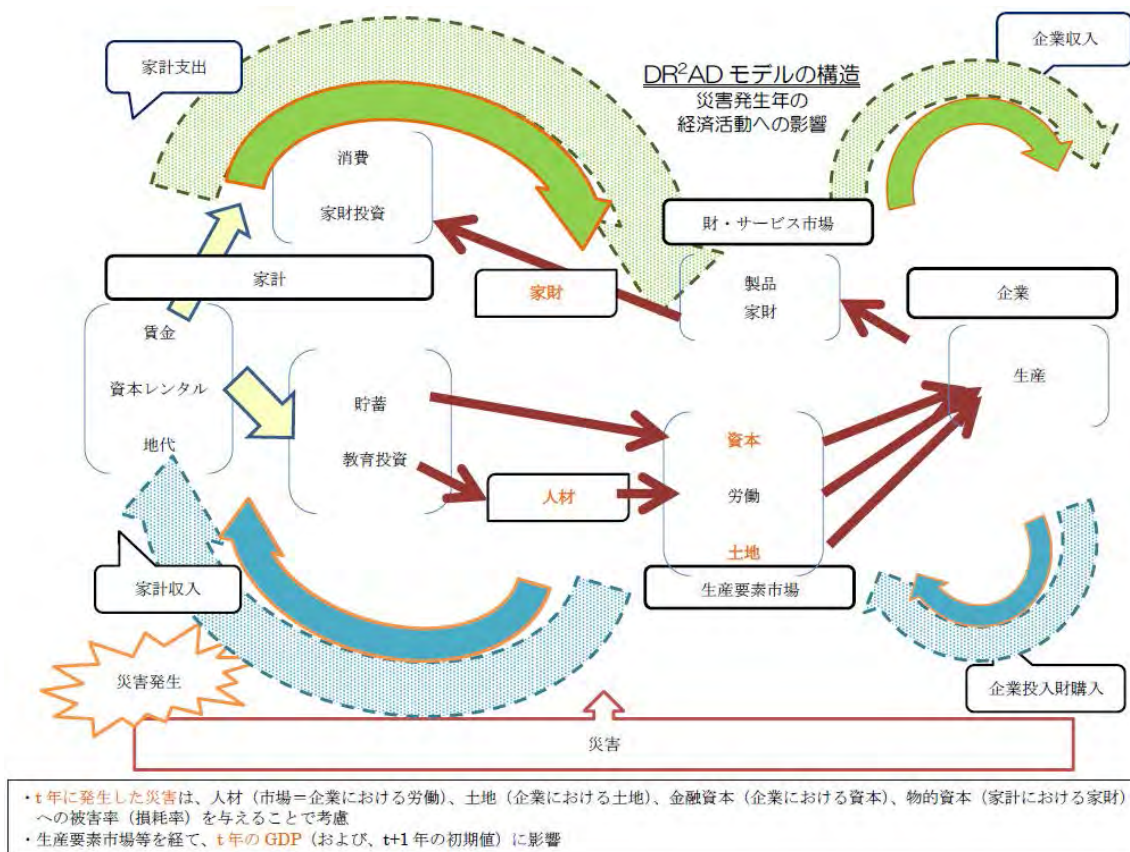 家計支出
企業収入
DR²AD モデルの構造
災害発生年の
経済活動への影響
消費
家財投資
財・サービス市場
家計
家財
製品
家財
企業
賃金
資本レンタル
地代
貯蓄
教育投資
生産
資本
人材
労働
土地
家計収入
生産要素市場
災害発生
企業投入財購入
災害
・t 年に発生した災害は、人材（市場＝企業における労働）、土地（企業における土地）、金融資本（企業における資本）、物的資本（家計における家財）
への被害率（損耗率）を与えることで考慮
・生産要素市場等を経て、t 年の GDP（および、t+1 年の初期値）に影響